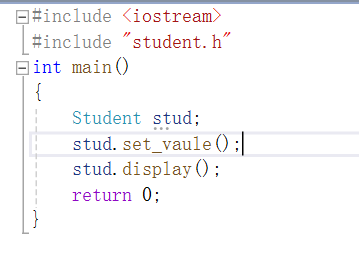 #include <iostream>
#include "student.h"
int main()
{
    Student stud;
    stud.set_vaule();
    stud.display();
    return 0;
}